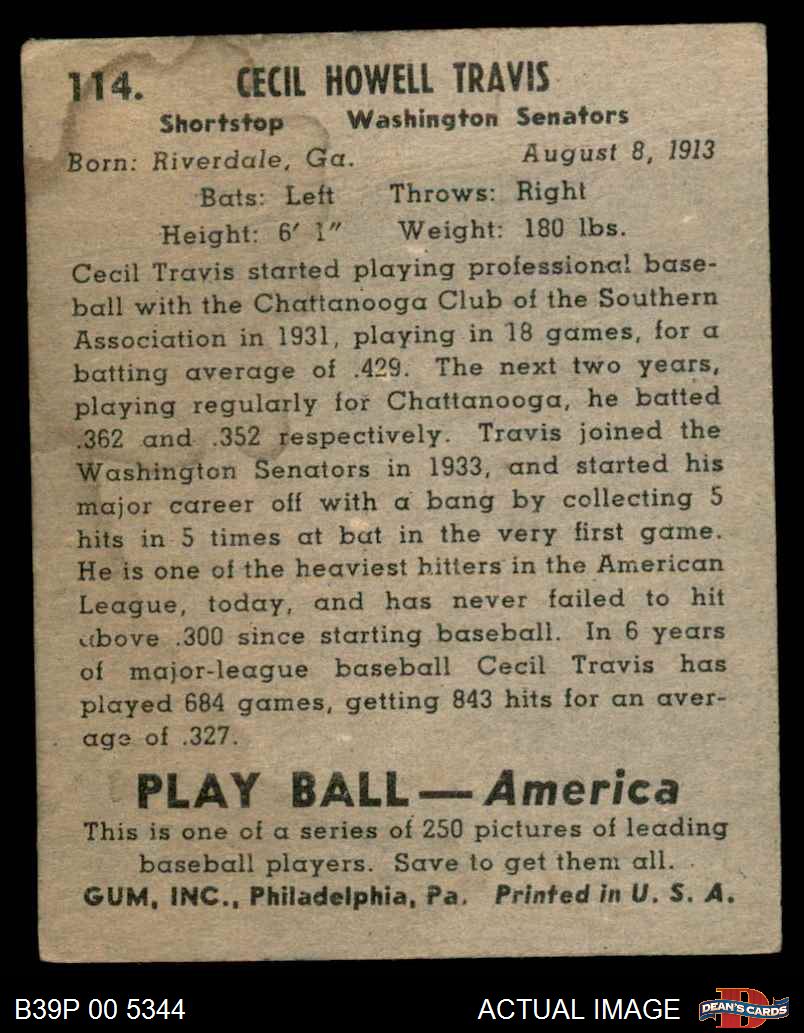 114. CECIL HOWELL TRAVIS
Shortstop Washington Senators
Born: Riverdale, Ga. August 8, 1913
Bats: Left Throws: Right
Height: 6' 1" Weight: 180 lbs.
Cecil Travis started playing professional base-
ball with the Chattanooga Club of the Southern
Association in 1931, playing in 18 games, for a
batting average of .429. The next two years,
playing regularly for Chattanooga, he batted
.362 and .352 respectively. Travis joined the
Washington Senators in 1933, and started his
major career off with a bang by collecting 5
hits in 5 times at bat in the very first game.
He is one of the heaviest hitters in the American
League, today, and has never failed to hit
above .300 since starting baseball. In 6 years
of major-league baseball Cecil Travis has
played 684 games, getting 843 hits for an aver-
age of .327.
PLAY BALL — America
This is one of a series of 250 pictures of leading
baseball players. Save to get them all.
GUM, INC., Philadelphia, Pa. Printed in U. S. A.
B39P 00 5344 ACTUAL IMAGE D'S DEAN'S CARDS